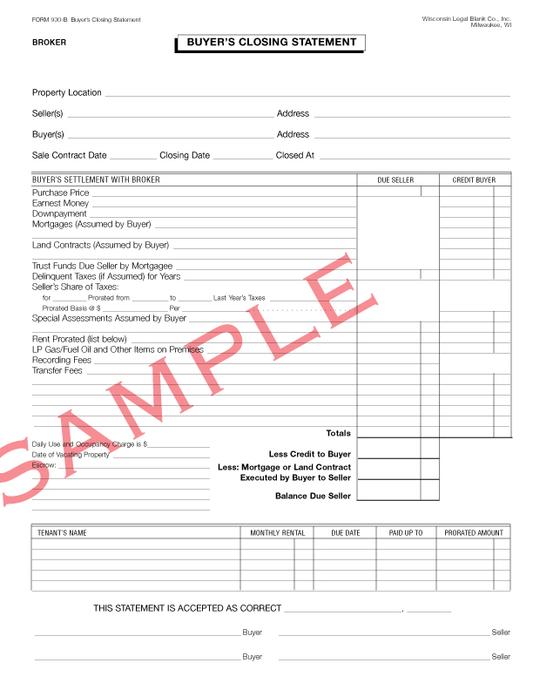 FORM 930-B Buyer's Closing Statement
Wisconsin Legal Blank Co., Inc.
Milwaukee, WI
BROKER
BUYER'S CLOSING STATEMENT
Property Location
Seller(s) Address
Buyer(s) Address
Sale Contract Date Closing Date Closed At
BUYER'S SETTLEMENT WITH BROKER DUE SELLER CREDIT BUYER
Purchase Price
Earnest Money
Downpayment
Mortgages (Assumed by Buyer)
Land Contracts (Assumed by Buyer)
Trust Funds Due Seller by Mortgagee
Delinquent Taxes (if Assumed) for Years
Seller's Share of Taxes:
for Prorated from to Last Year's Taxes
Prorated Basis @ $ Per
Special Assessments Assumed by Buyer
Rent Prorated (list below)
LP Gas/Fuel Oil and Other Items on Premises
Recording Fees
Transfer Fees
SAMPLE
Totals
Daily Use and Occupancy Charge is $
Date of Vacating Property
Less Credit to Buyer
Escrow:
Less: Mortgage or Land Contract
Executed by Buyer to Seller
Balance Due Seller
TENANT'S NAME MONTHLY RENTAL DUE DATE PAID UP TO PRORATED AMOUNT
THIS STATEMENT IS ACCEPTED AS CORRECT ,
Buyer Seller
Buyer Seller